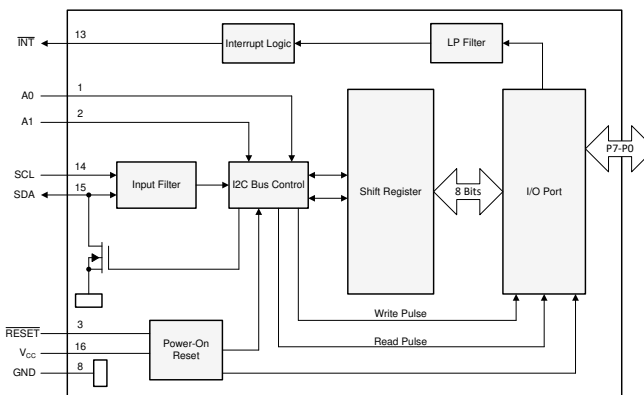 INT 13 Interrupt Logic LP Filter
A0 1
A1 2
P7-P0
SCL 14
SDA 15
Input Filter I2C Bus Control Shift Register 8 Bits I/O Port
Write Pulse
RESET 3
Power-On
Reset
Read Pulse
VCC 16
GND 8